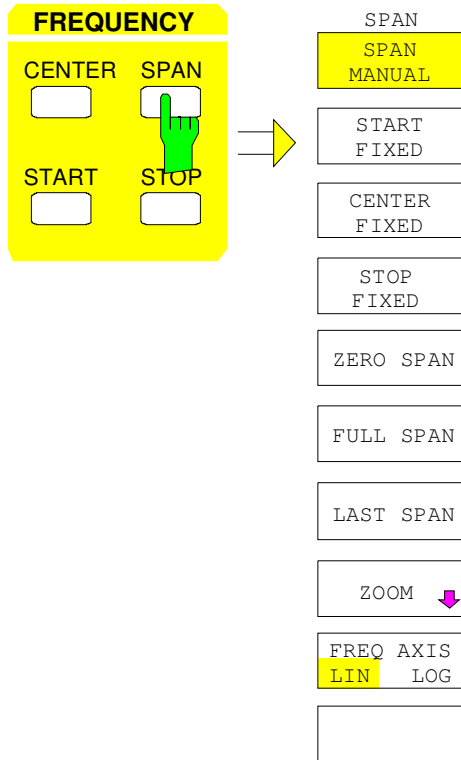 FREQUENCY
CENTER SPAN
START STOP
SPAN
SPAN
MANUAL
START
FIXED
CENTER
FIXED
STOP
FIXED
ZERO SPAN
FULL SPAN
LAST SPAN
ZOOM
FREQ AXIS
LIN LOG